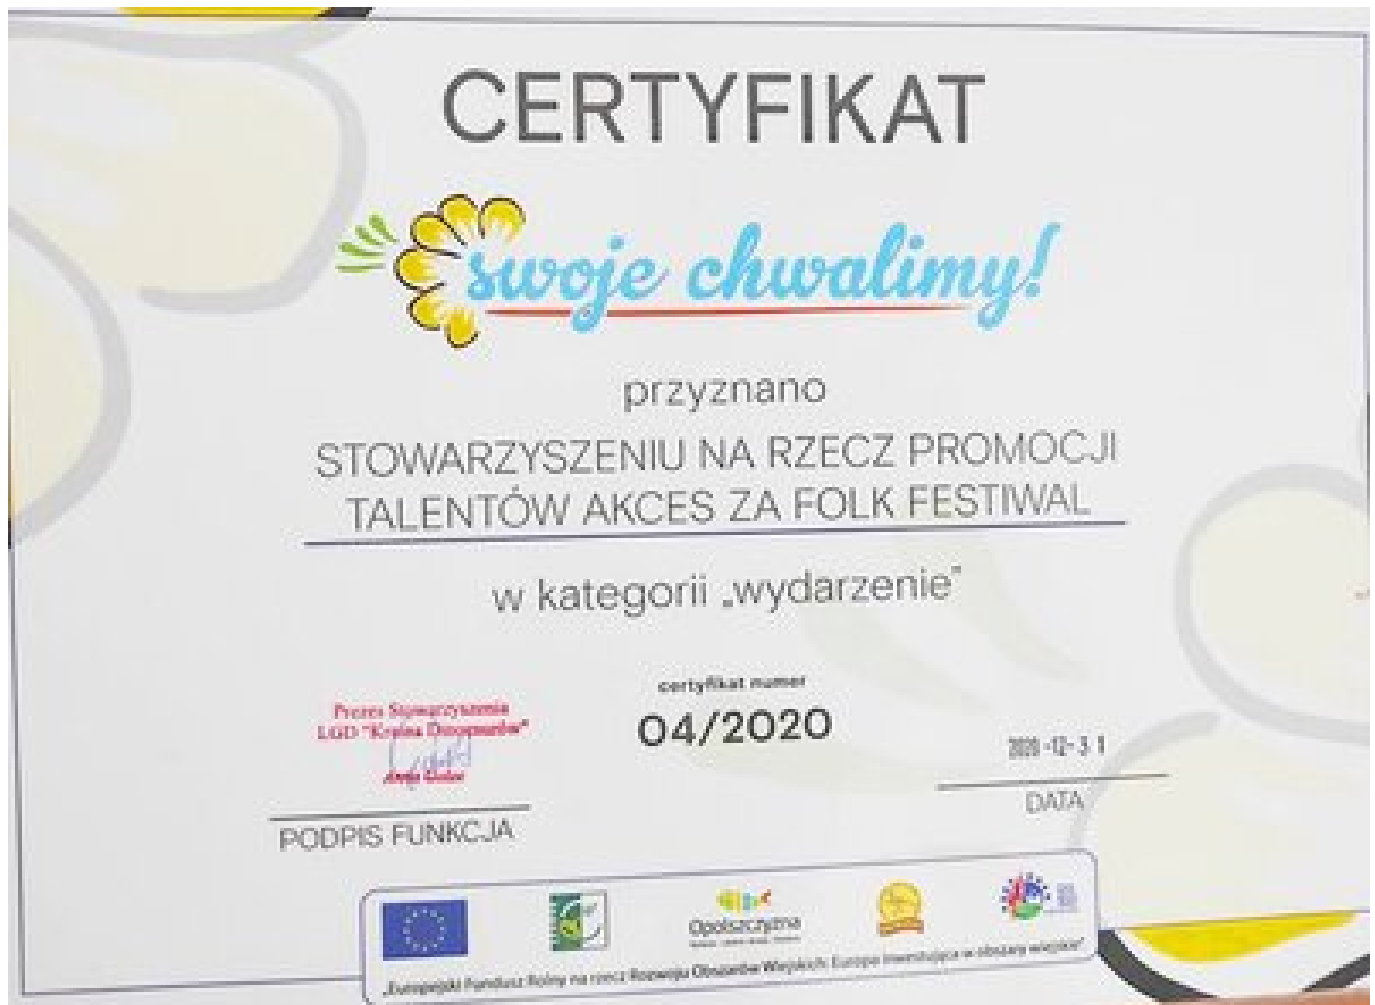 CERTYFIKAT
swoje chwalimy!
przyznano
STOWARZYSZENIU NA RZECZ PROMOCJI
TALENTÓW AKCES ZA FOLK FESTIWAL
w kategorii „wydarzenie”
certyfikat numer
04/2020
Prezes Stowarzyszenia
LGD "Kraina Dinozaurów"
2020 -12- 3 1
PODPIS FUNKCJA
DATA
Opolszczyzna
„Europejski Fundusz Rolny na rzecz Rozwoju Obszarów Wiejskich: Europa inwestująca w obszary wiejskie”